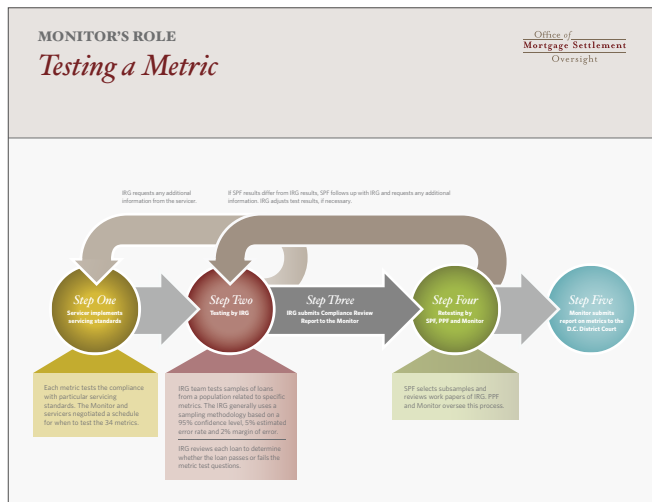 MONITOR'S ROLE
Testing a Metric
Office of
Mortgage Settlement
Oversight
IRG requests any additional
information from the servicer.
If SPF results differ from IRG results, SPF follows up with IRG and requests any additional
information. IRG adjusts test results, if necessary.
Step One
Servicer implements
servicing standards
Step Two
Testing by IRG
Step Three
IRG submits Compliance Review
Report to the Monitor
Step Four
Retesting by
SPF, PPF and Monitor
Step Five
Monitor submits
report on metrics to the
D.C. District Court
Each metric tests the compliance
with particular servicing
standards. The Monitor and
servicers negotiated a schedule
for when to test the 34 metrics.
IRG team tests samples of loans
from a population related to specific
metrics. The IRG generally uses a
sampling methodology based on a
95% confidence level, 5% estimated
error rate and 2% margin of error.
IRG reviews each loan to determine
whether the loan passes or fails the
metric test questions.
SPF selects subsamples and
reviews work papers of IRG. PPF
and Monitor oversee this process.